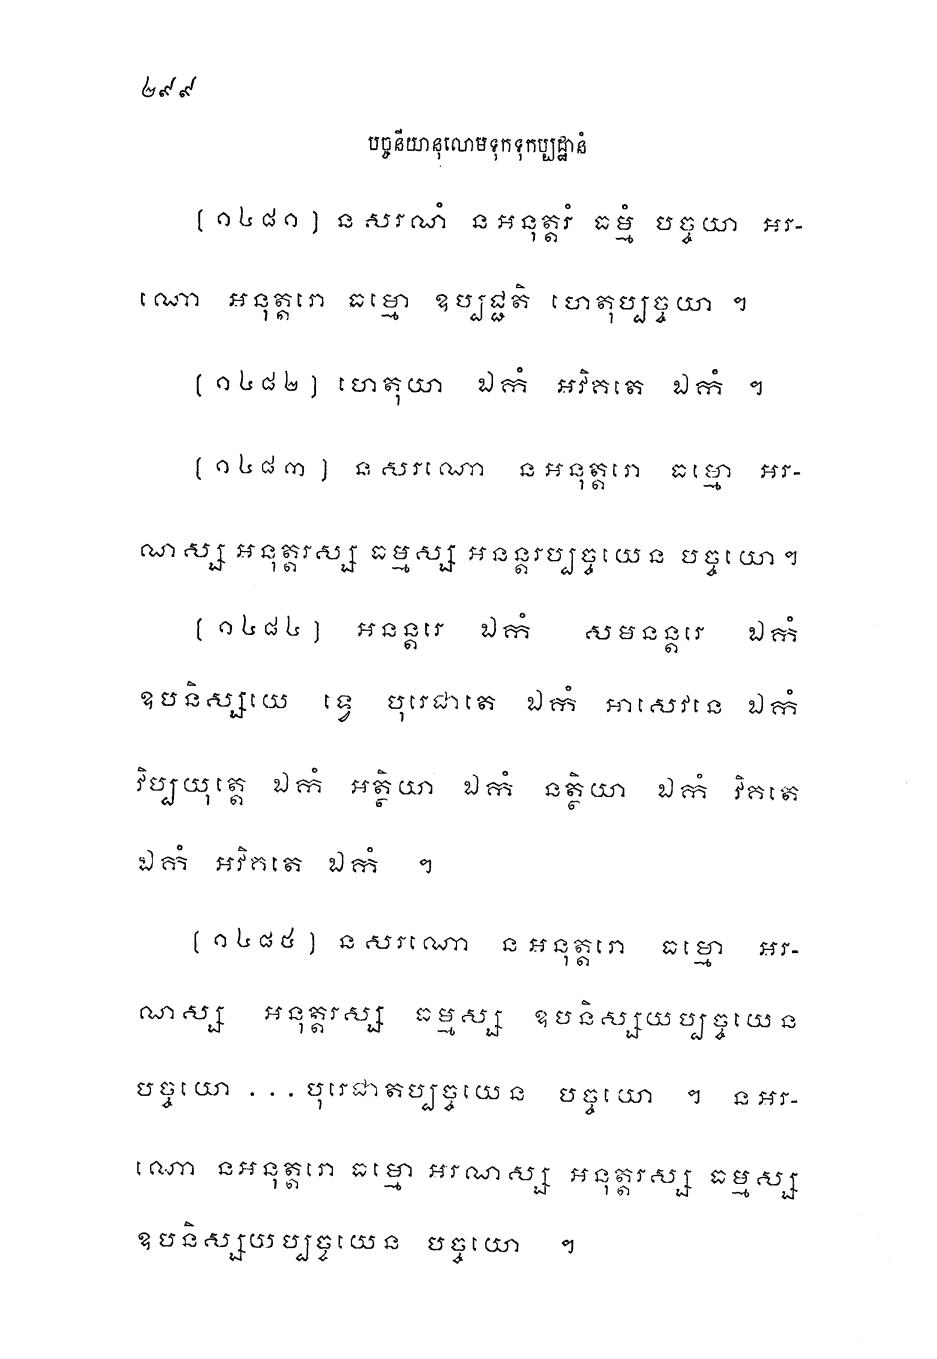 ២៩៩
បច្ចនីយានុលោមទុកទុកប្បដ្ឋានំ
(១៤៨១) នសរណំ នអនុត្តរំ ធម្មំ បច្ចយា អរ-
ណោ អនុត្តរោ ធម្មោ ឧប្បជ្ជតិ ហេតុប្បច្ចយា ។
(១៤៨២) ហេតុយា ឯកំ អវិគតេ ឯកំ ។
(១៤៨៣) នសរណោ នអនុត្តរោ ធម្មោ អរ-
ណស្ស អនុត្តរស្ស ធម្មស្ស អនន្តរប្បច្ចយេន បច្ចយោ ។
(១៤៨៤) អនន្តរេ ឯកំ សមនន្តរេ ឯកំ
ឧបនិស្សយេ ទ្វេ បុរេជាតេ ឯកំ អាសេវនេ ឯកំ
វិប្បយុត្តេ ឯកំ អត្ថិយា ឯកំ នត្ថិយា ឯកំ វិគតេ
ឯកំ អវិគតេ ឯកំ ។
(១៤៨៥) នសរណោ នអនុត្តរោ ធម្មោ អរ-
ណស្ស អនុត្តរស្ស ធម្មស្ស ឧបនិស្សយប្បច្ចយេន
បច្ចយោ ... បុរេជាតប្បច្ចយេន បច្ចយោ ។ នអរ-
ណោ នអនុត្តរោ ធម្មោ អរណស្ស អនុត្តរស្ស ធម្មស្ស
ឧបនិស្សយប្បច្ចយេន បច្ចយោ ។